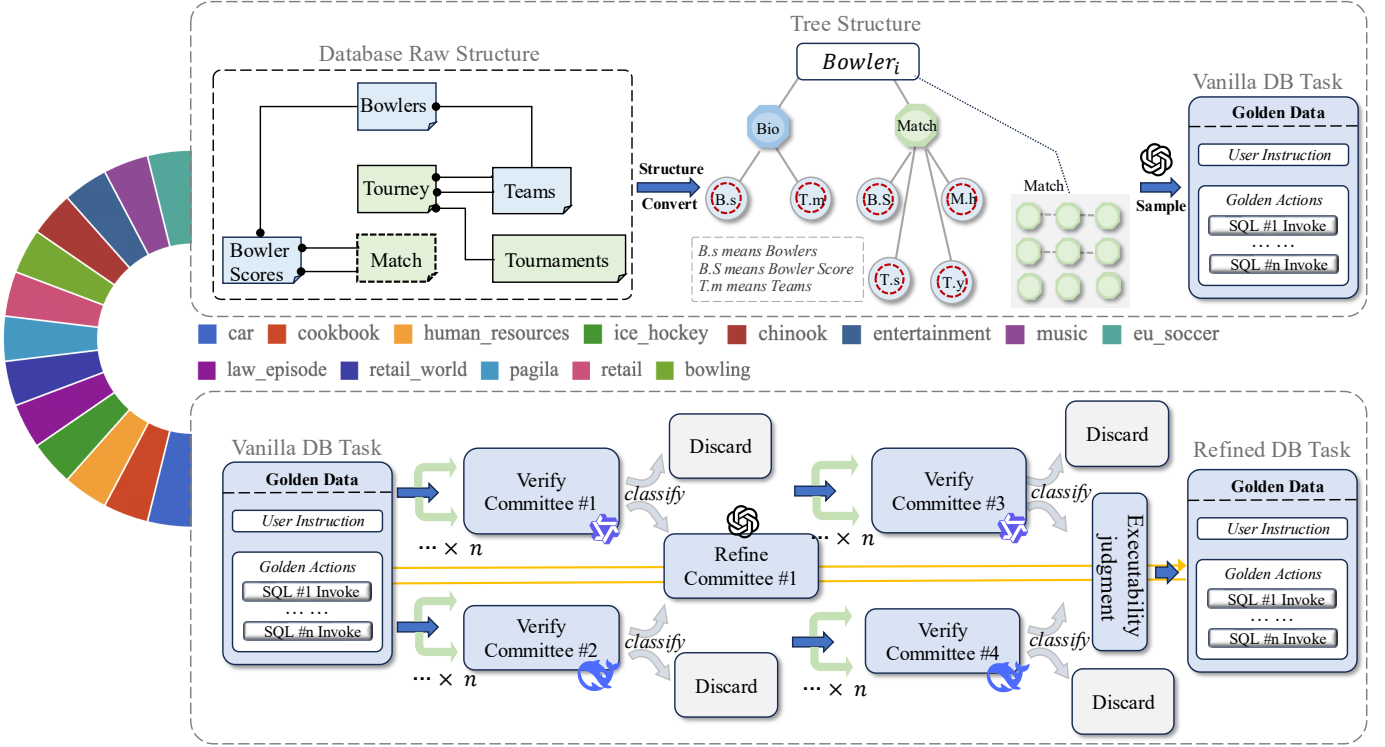 Tree Structure
Database Raw Structure
Bowler_i
Vanilla DB Task
Golden Data
User Instruction
Golden Actions
SQL #1 Invoke
... ...
SQL #n Invoke
Bowlers
Tourney
Teams
Bowler
Scores
Match
Tournaments
Structure
Convert
Bio
Match
B.s
T.m
B.S
M.h
T.s
T.y
B.s means Bowlers
B.S means Bowler Score
T.m means Teams
Match
Sample
car
cookbook
human_resources
ice_hockey
chinook
entertainment
music
eu_soccer
law_episode
retail_world
pagila
retail
bowling
Vanilla DB Task
Golden Data
User Instruction
Golden Actions
SQL #1 Invoke
... ...
SQL #n Invoke
Verify
Committee #1
... × n
classify
Discard
Verify
Committee #2
... × n
classify
Discard
Refine
Committee #1
Verify
Committee #3
... × n
classify
Discard
Verify
Committee #4
... × n
classify
Discard
Executability
judgment
Refined DB Task
Golden Data
User Instruction
Golden Actions
SQL #1 Invoke
... ...
SQL #n Invoke